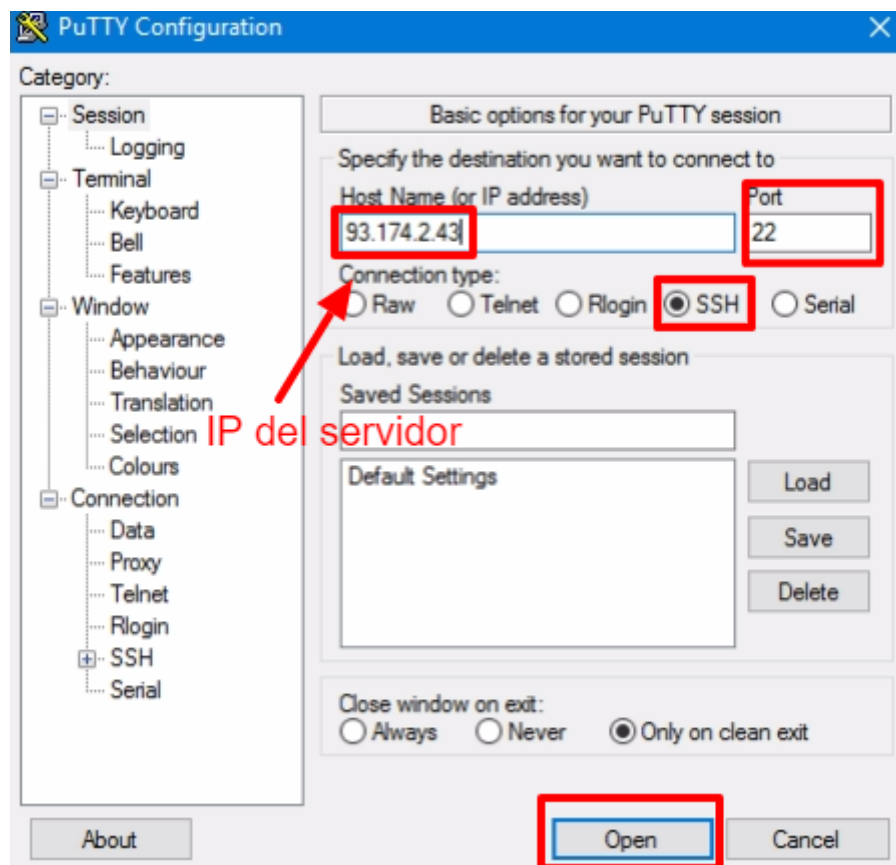 PuTTY Configuration
Category:
Session
Logging
Terminal
Keyboard
Bell
Features
Window
Appearance
Behaviour
Translation
Selection
Colours
Connection
Data
Proxy
Telnet
Rlogin
SSH
Serial
Basic options for your PuTTY session
Specify the destination you want to connect to
Host Name (or IP address) Port
93.174.2.43 22
Connection type:
Raw Telnet Rlogin SSH Serial
Load, save or delete a stored session
Saved Sessions
IP del servidor
Default Settings
Load
Save
Delete
Close window on exit:
Always Never Only on clean exit
About Open Cancel